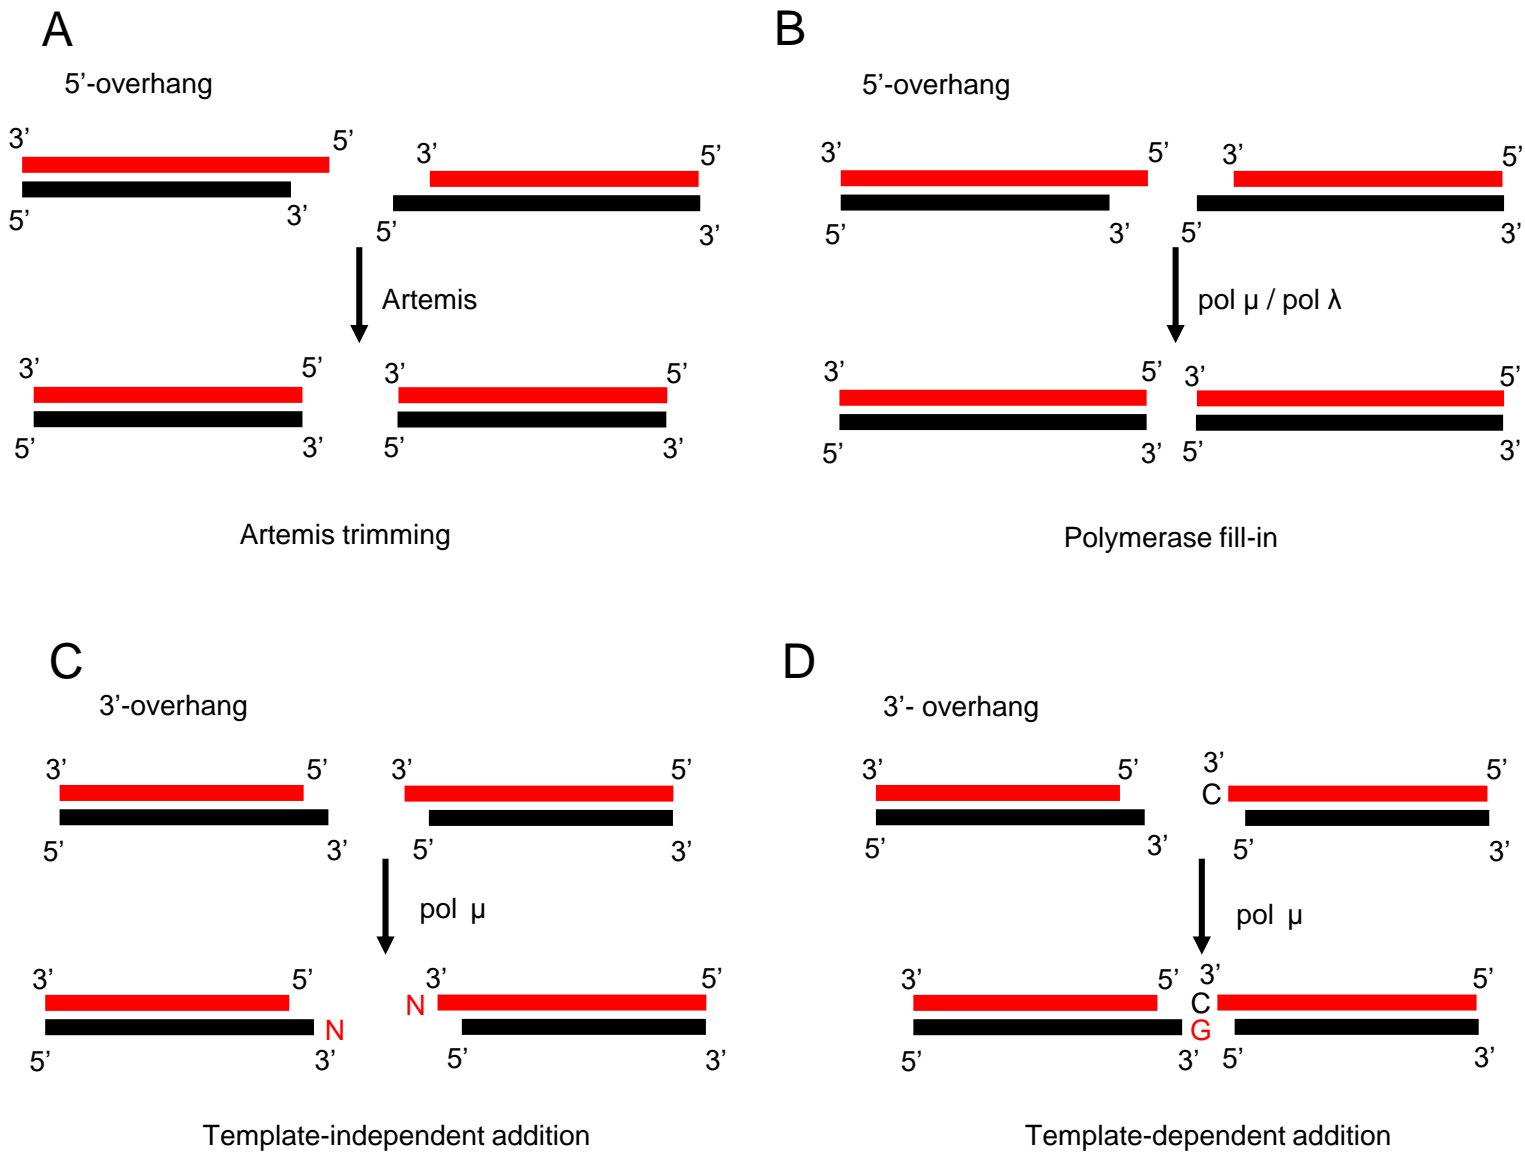 A
5’-overhang
3’ 5’ 3’ 5’
5’ 3’ 5’ 3’
Artemis
3’ 5’ 3’ 5’
5’ 3’ 5’ 3’
Artemis trimming
B
5’-overhang
3’ 5’ 3’ 5’
5’ 3’ 5’ 3’
pol µ / pol λ
3’ 5’ 3’ 5’
5’ 3’ 5’ 3’
Polymerase fill-in
C
3’-overhang
3’ 5’ 3’ 5’
5’ 3’ 5’ 3’
pol µ
3’ 5’ 3’ 5’
N
N
5’ 3’ 5’ 3’
Template-independent addition
D
3’- overhang
3’ 5’ 3’ 5’
C
5’ 3’ 5’ 3’
pol µ
3’ 5’ 3’ 5’
C
G
5’ 3’ 5’ 3’
Template-dependent addition